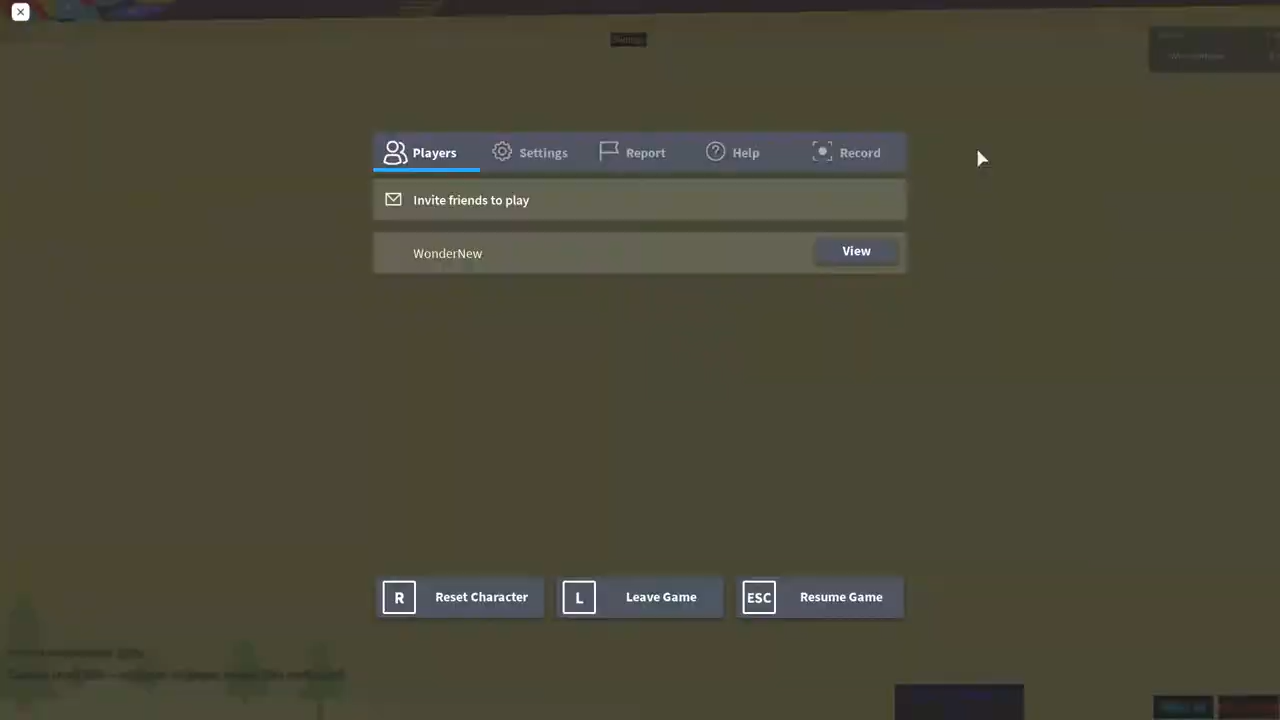 Players
Settings
Report
Help
Record
Invite friends to play
WonderNew
View
R
Reset Character
L
Leave Game
ESC
Resume Game